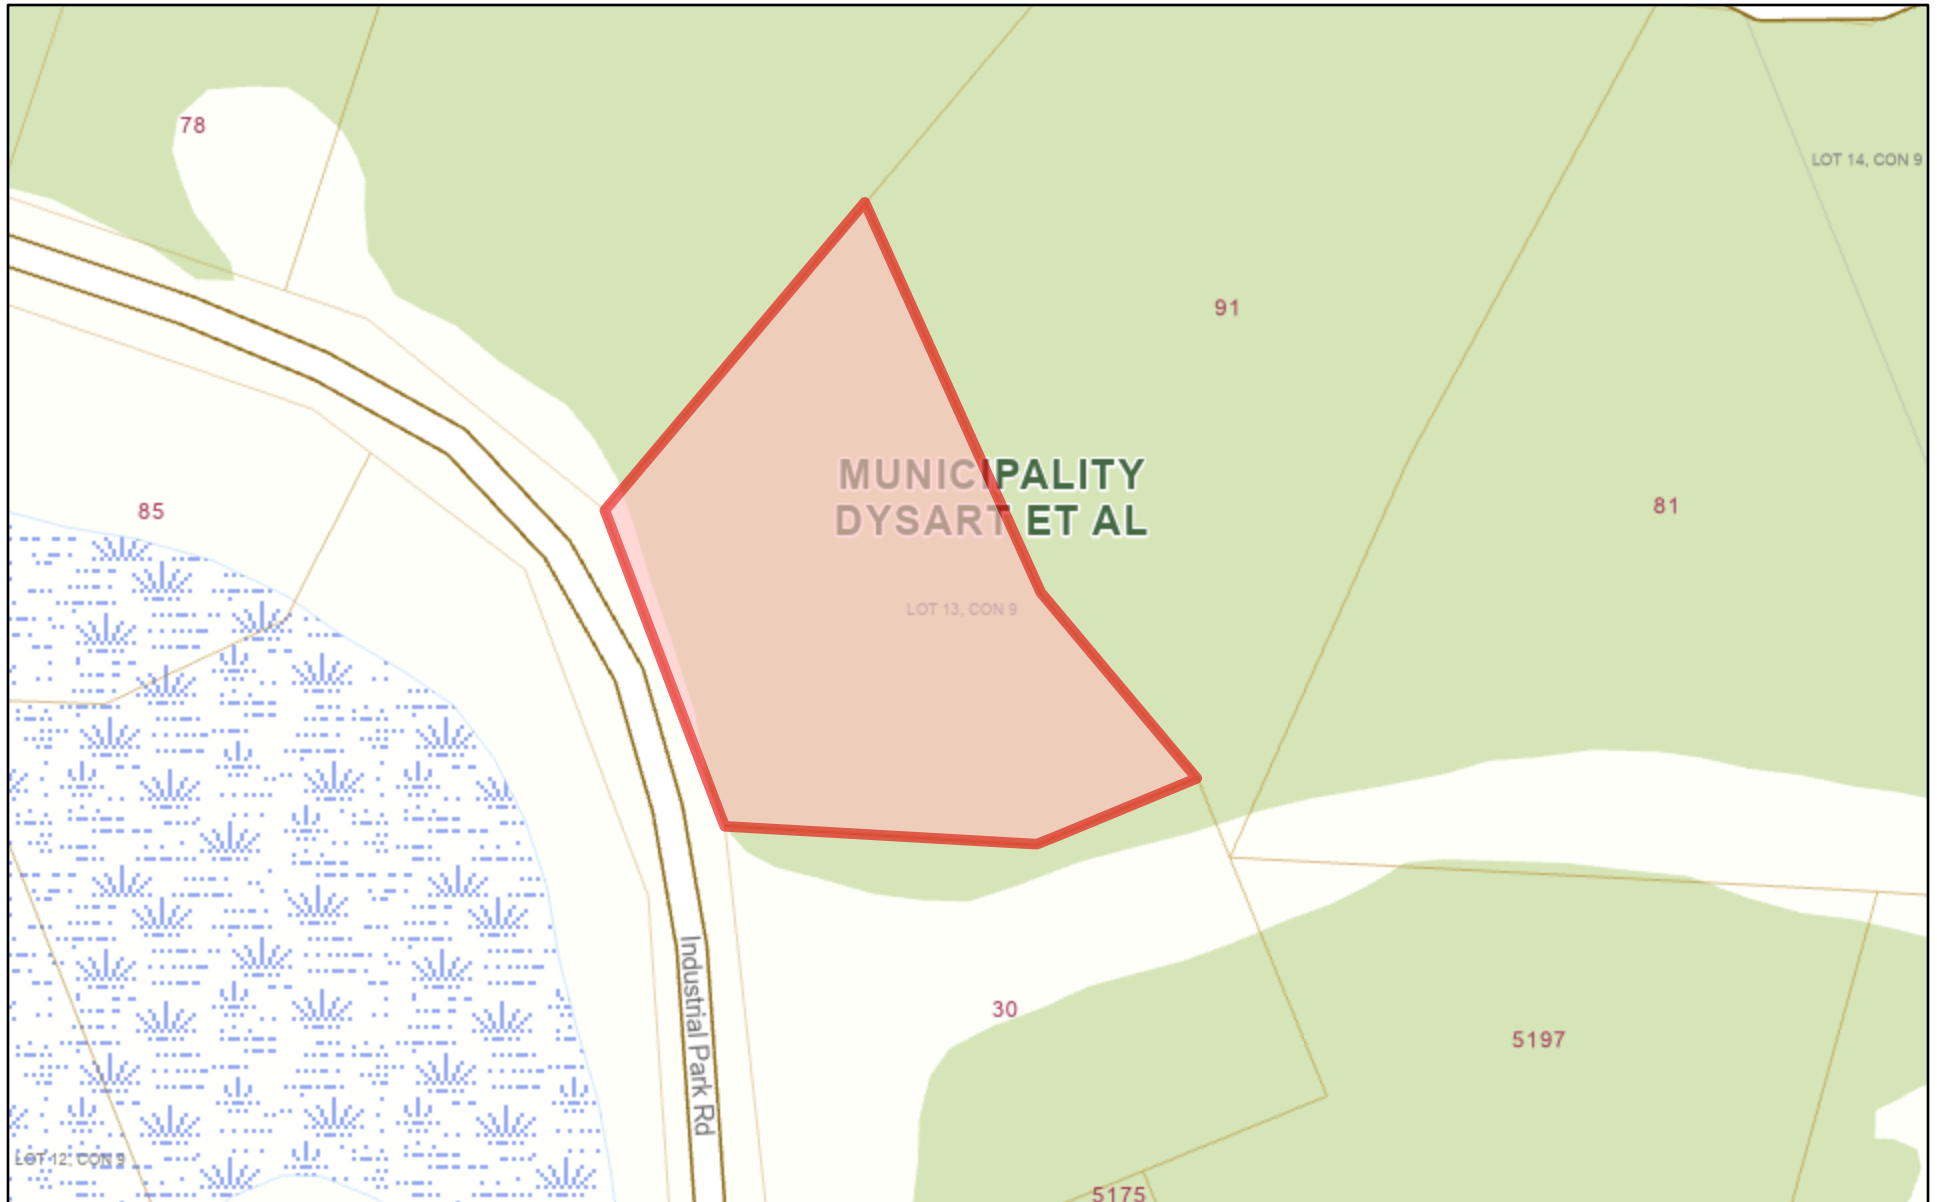 78
LOT 14, CON 9
91
MUNICIPALITY
DYSART ET AL
85
81
LOT 13, CON 9
Industrial Park Rd
30
5197
LOT 12, CON 9
5175